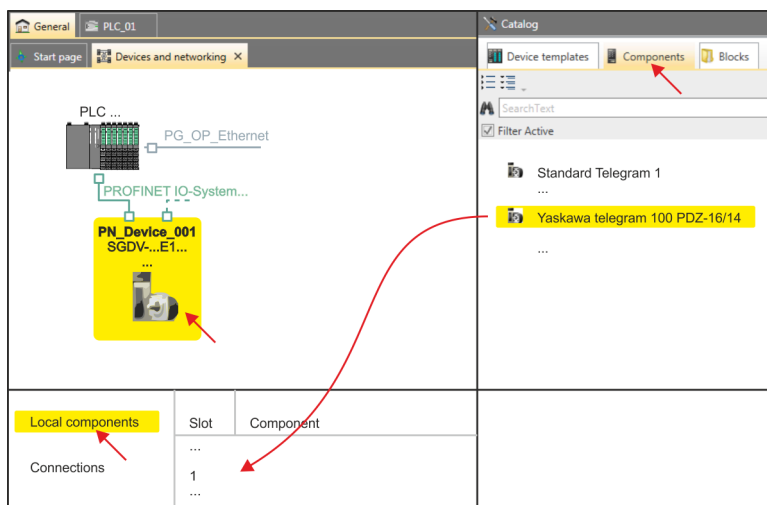 General
PLC_01
Start page
Devices and networking ×
PLC ...
PG_OP_Ethernet
PROFINET IO-System...
PN_Device_001
SGDV-...E1...
...
Catalog
Device templates
Components
Blocks
SearchText
Filter Active
Standard Telegram 1
...
Yaskawa telegram 100 PDZ-16/14
...
Local components
Connections
Slot
Component
...
1
...